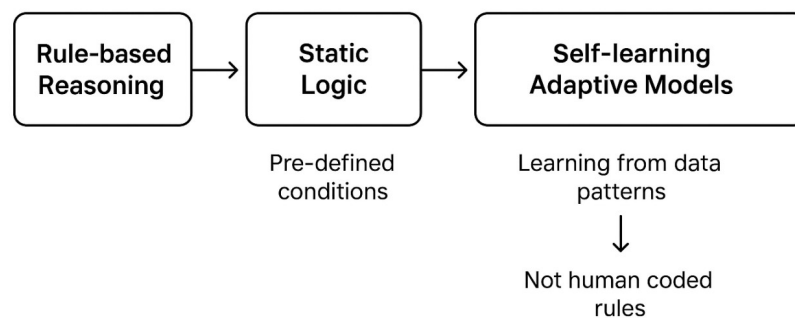 Rule-based
Reasoning
Static
Logic
Self-learning
Adaptive Models
Pre-defined
conditions
Learning from data
patterns
Not human coded
rules